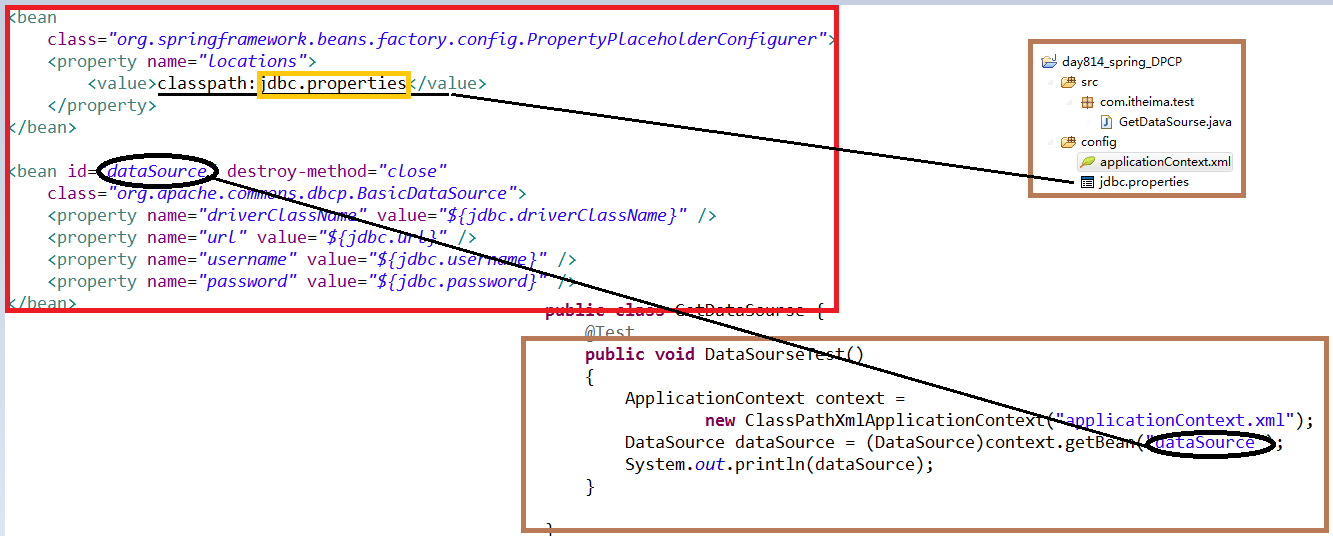 <bean
class="org.springframework.beans.factory.config.PropertyPlaceholderConfigurer">
<property name="locations">
<value>classpath:jdbc.properties</value>
</property>
</bean>
<bean id= dataSource destroy-method="close"
class="org.apache.commons.dbcp.BasicDataSource">
<property name="driverClassName" value="${jdbc.driverClassName}" />
<property name="url" value="${jdbc.url}" />
<property name="username" value="${jdbc.username}" />
<property name="password" value="${jdbc.password}" />
</bean>
day814_spring_DPCP
src
com.itheima.test
GetDataSourse.java
config
applicationContext.xml
jdbc.properties
public class GetDataSourse {
@Test
public void DataSourseTest()
{
ApplicationContext context =
new ClassPathXmlApplicationContext("applicationContext.xml");
DataSource dataSource = (DataSource)context.getBean("dataSource");
System.out.println(dataSource);
}
}